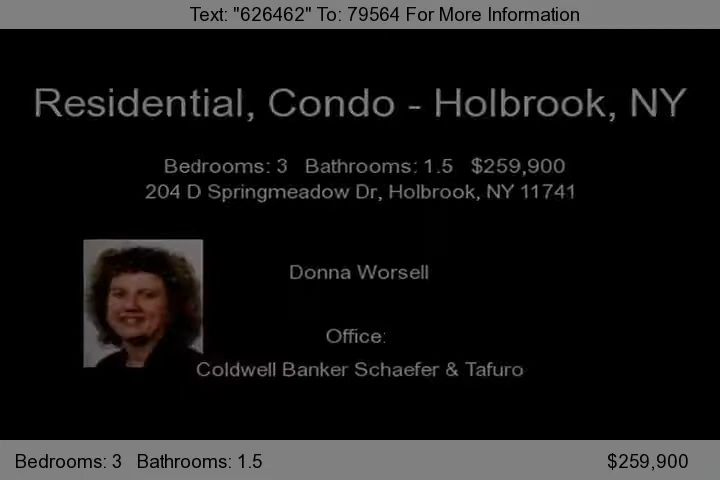 Text: "626462" To: 79564 For More Information
Residential, Condo - Holbrook, NY
Bedrooms: 3 Bathrooms: 1.5 $259,900
204 D Springmeadow Dr, Holbrook, NY 11741
Donna Worsell
Office:
Coldwell Banker Schaefer & Tafuro
Bedrooms: 3 Bathrooms: 1.5 $259,900